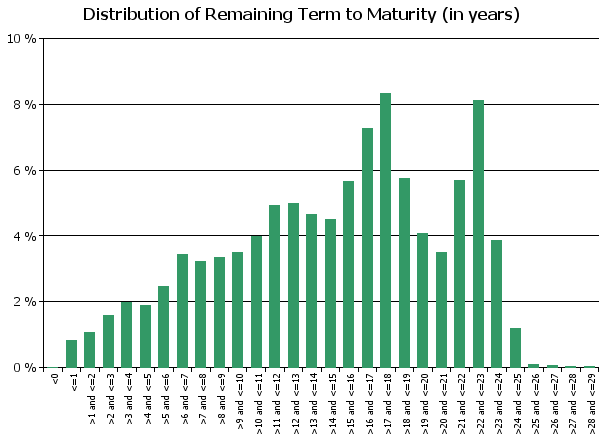 Distribution of Remaining Term to Maturity (in years)
10 %
8 %
6 %
4 %
2 %
0 %
<0
<=1
>1 and <=2
>2 and <=3
>3 and <=4
>4 and <=5
>5 and <=6
>6 and <=7
>7 and <=8
>8 and <=9
>9 and <=10
>10 and <=11
>11 and <=12
>12 and <=13
>13 and <=14
>14 and <=15
>15 and <=16
>16 and <=17
>17 and <=18
>18 and <=19
>19 and <=20
>20 and <=21
>21 and <=22
>22 and <=23
>23 and <=24
>24 and <=25
>25 and <=26
>26 and <=27
>27 and <=28
>28 and <=29